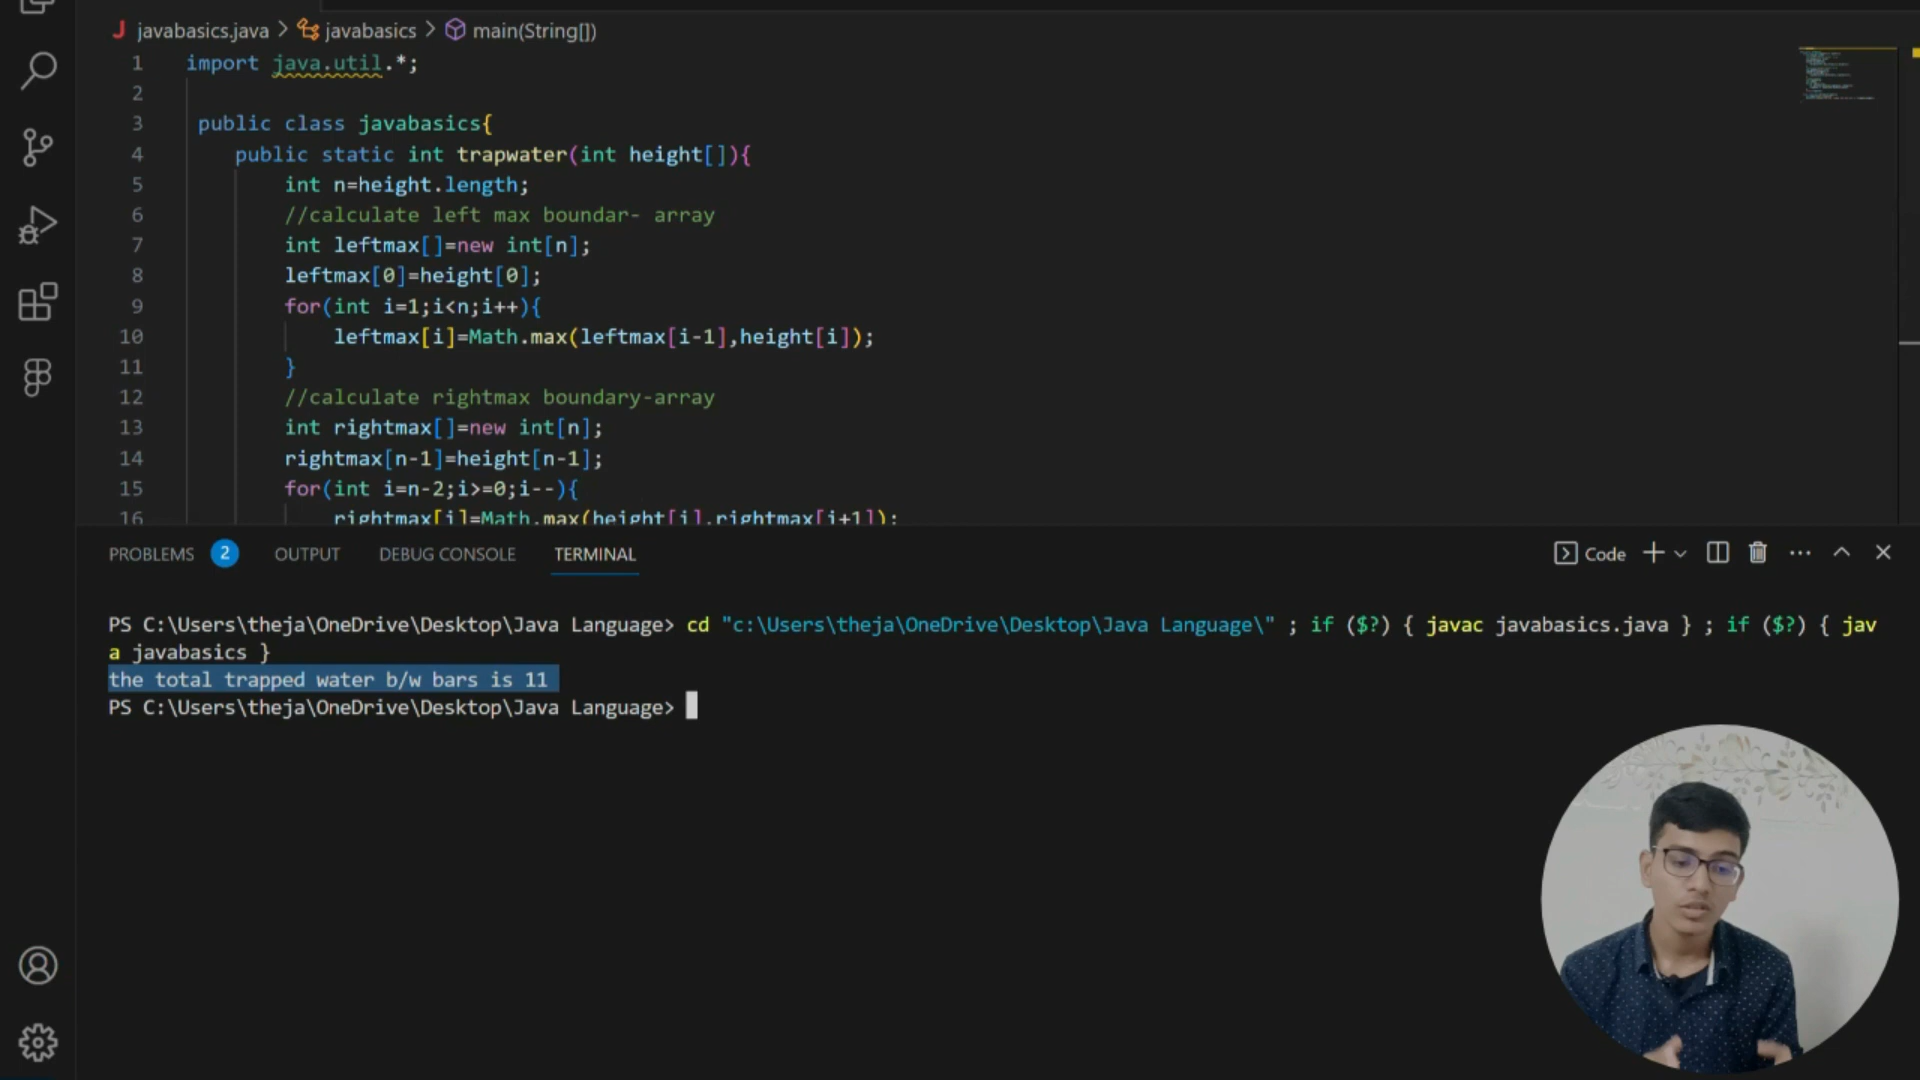 javabasics.java > javabasics > main(String[])
1 import java.util.*;
2
3 public class javabasics{
4 public static int trapwater(int height[]){
5 int n=height.length;
6 //calculate left max boundar- array
7 int leftmax[]=new int[n];
8 leftmax[0]=height[0];
9 for(int i=1;i<n;i++){
10 leftmax[i]=Math.max(leftmax[i-1],height[i]);
11 }
12 //calculate rightmax boundary-array
13 int rightmax[]=new int[n];
14 rightmax[n-1]=height[n-1];
15 for(int i=n-2;i>=0;i--){
16 rightmax[i]=Math.max(height[i],rightmax[i+1]);
PROBLEMS 2 OUTPUT DEBUG CONSOLE TERMINAL Code
PS C:\Users\theja\OneDrive\Desktop\Java Language> cd "c:\Users\theja\OneDrive\Desktop\Java Language\" ; if ($?) { javac javabasics.java } ; if ($?) { jav
a javabasics }
the total trapped water b/w bars is 11
PS C:\Users\theja\OneDrive\Desktop\Java Language>